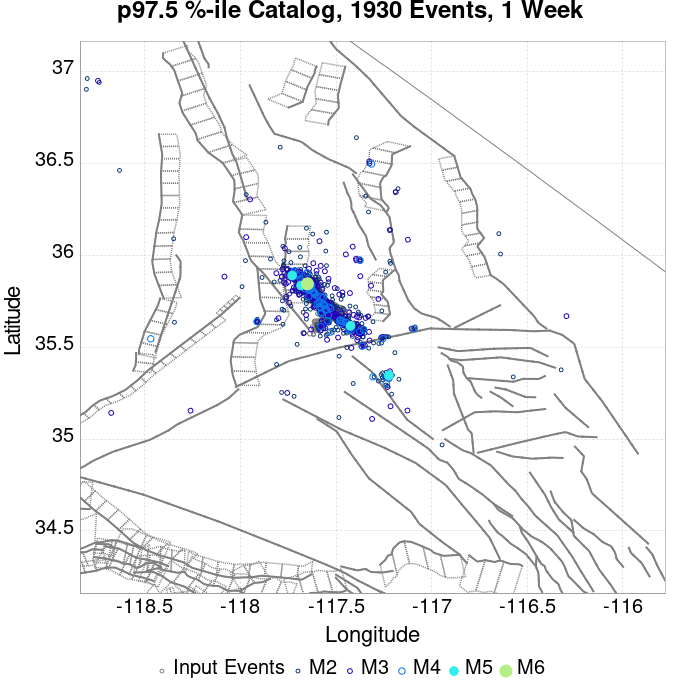 p97.5 %-ile Catalog, 1930 Events, 1 Week
37
36.5
36
35.5
35
34.5
Latitude
-118.5 -118 -117.5 -117 -116.5 -116
Longitude
Input Events M2 M3 M4 M5 M6